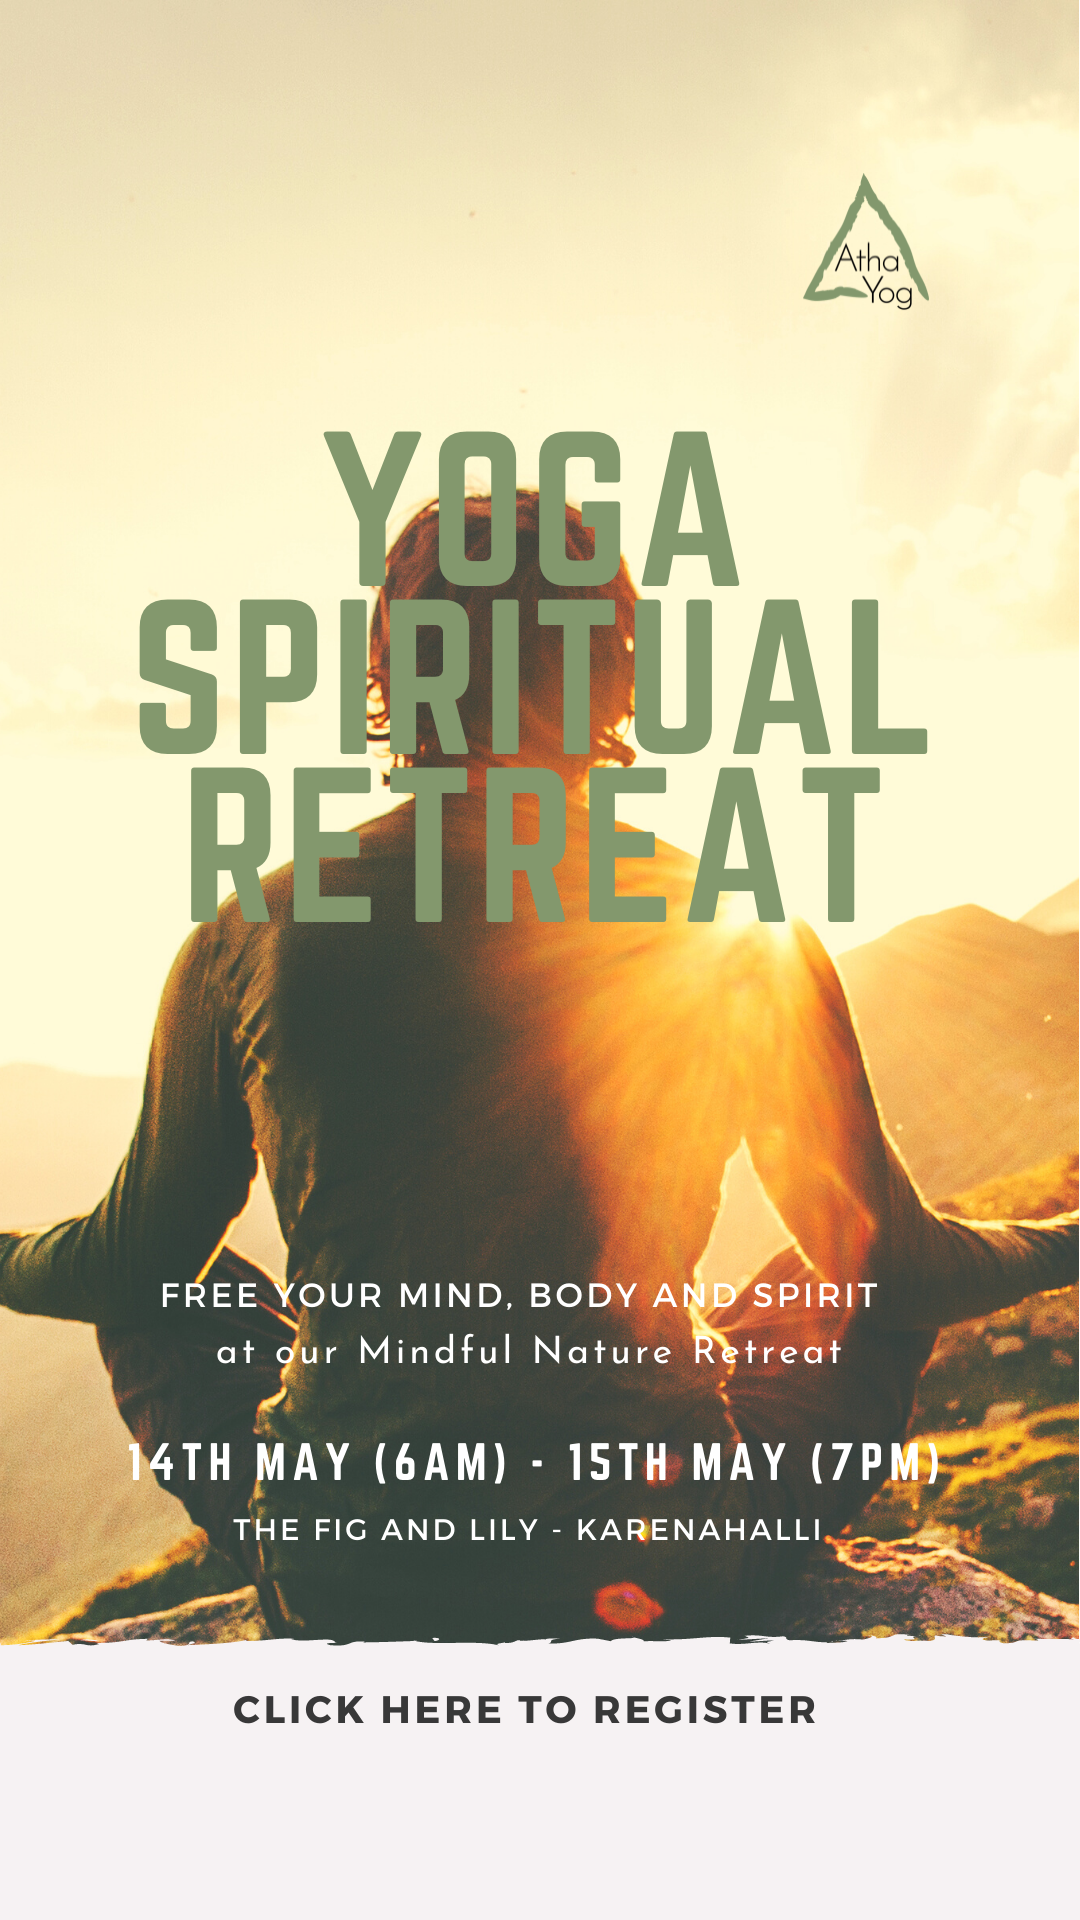 Atha
Yog
YOGA
SPIRITUAL
RETREAT
FREE YOUR MIND, BODY AND SPIRIT
at our Mindful Nature Retreat
14TH MAY (6AM) - 15TH MAY (7PM)
THE FIG AND LILY - KARENAHALLI
CLICK HERE TO REGISTER